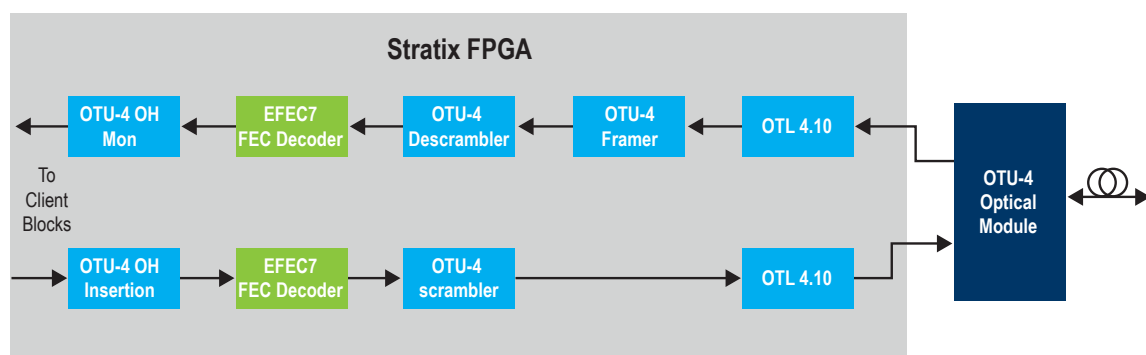 Stratix FPGA
OTU-4 OH
Mon
EFEC7
FEC Decoder
OTU-4
Descrambler
OTU-4
Framer
OTL 4.10
To
Client
Blocks
OTU-4
Optical
Module
OTU-4 OH
Insertion
EFEC7
FEC Decoder
OTU-4
scrambler
OTL 4.10